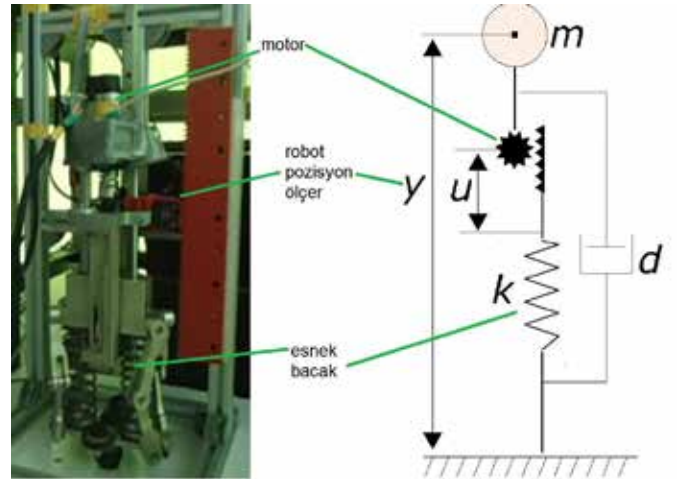 motor
robot
pozisyon
ölçer
esnek
bacak
m
y
u
k
d